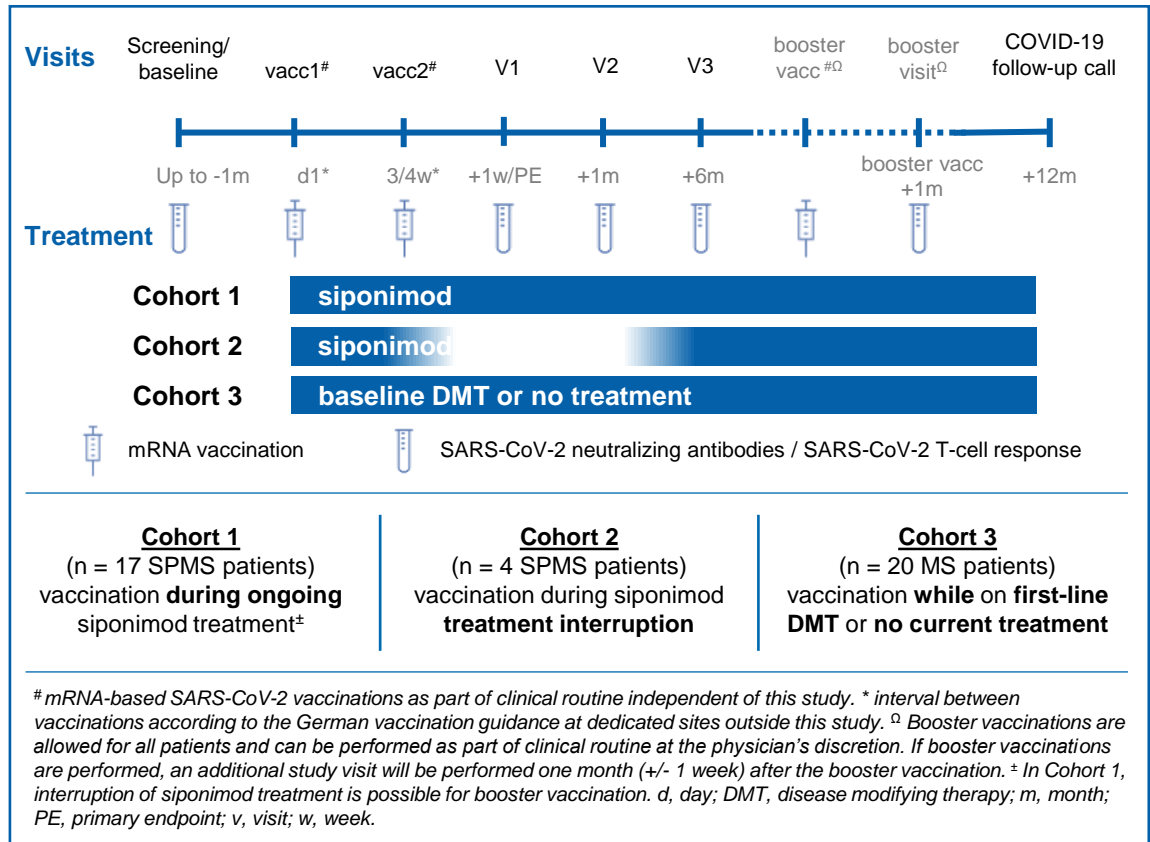 Visits
Screening/
baseline
vacc1#
vacc2#
V1
V2
V3
booster
vacc #Ω
booster
visitΩ
COVID-19
follow-up call
Up to -1m
d1*
3/4w*
+1w/PE
+1m
+6m
booster vacc
+1m
+12m
Treatment
Cohort 1
siponimod
Cohort 2
siponimod
Cohort 3
baseline DMT or no treatment
mRNA vaccination
SARS-CoV-2 neutralizing antibodies / SARS-CoV-2 T-cell response
Cohort 1
(n = 17 SPMS patients)
vaccination during ongoing
siponimod treatment±
Cohort 2
(n = 4 SPMS patients)
vaccination during siponimod
treatment interruption
Cohort 3
(n = 20 MS patients)
vaccination while on first-line
DMT or no current treatment
# mRNA-based SARS-CoV-2 vaccinations as part of clinical routine independent of this study. * interval between
vaccinations according to the German vaccination guidance at dedicated sites outside this study. Ω Booster vaccinations are
allowed for all patients and can be performed as part of clinical routine at the physician's discretion. If booster vaccinations
are performed, an additional study visit will be performed one month (+/- 1 week) after the booster vaccination. ± In Cohort 1,
interruption of siponimod treatment is possible for booster vaccination. d, day; DMT, disease modifying therapy; m, month;
PE, primary endpoint; v, visit; w, week.